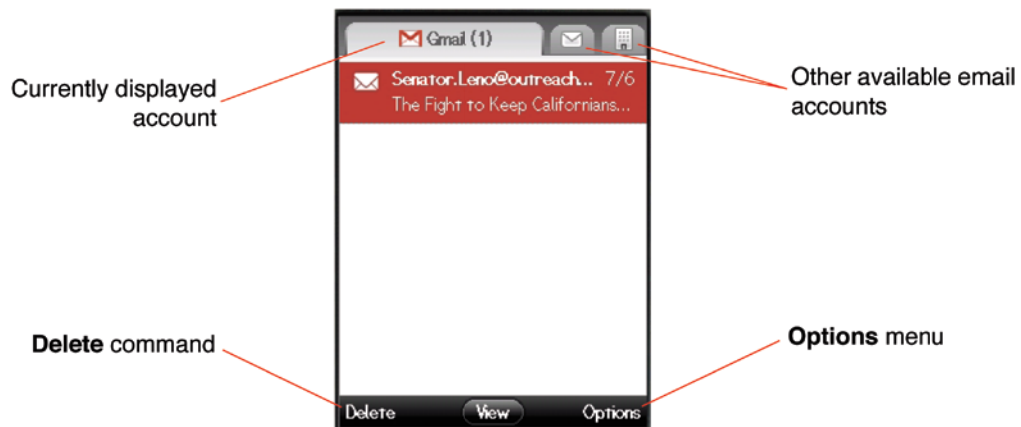 Gmail (1)
Currently displayed
account
Senator.Leno@outreach... 7/6
The Fight to Keep Californians...
Other available email
accounts
Delete command
Options menu
Delete View Options